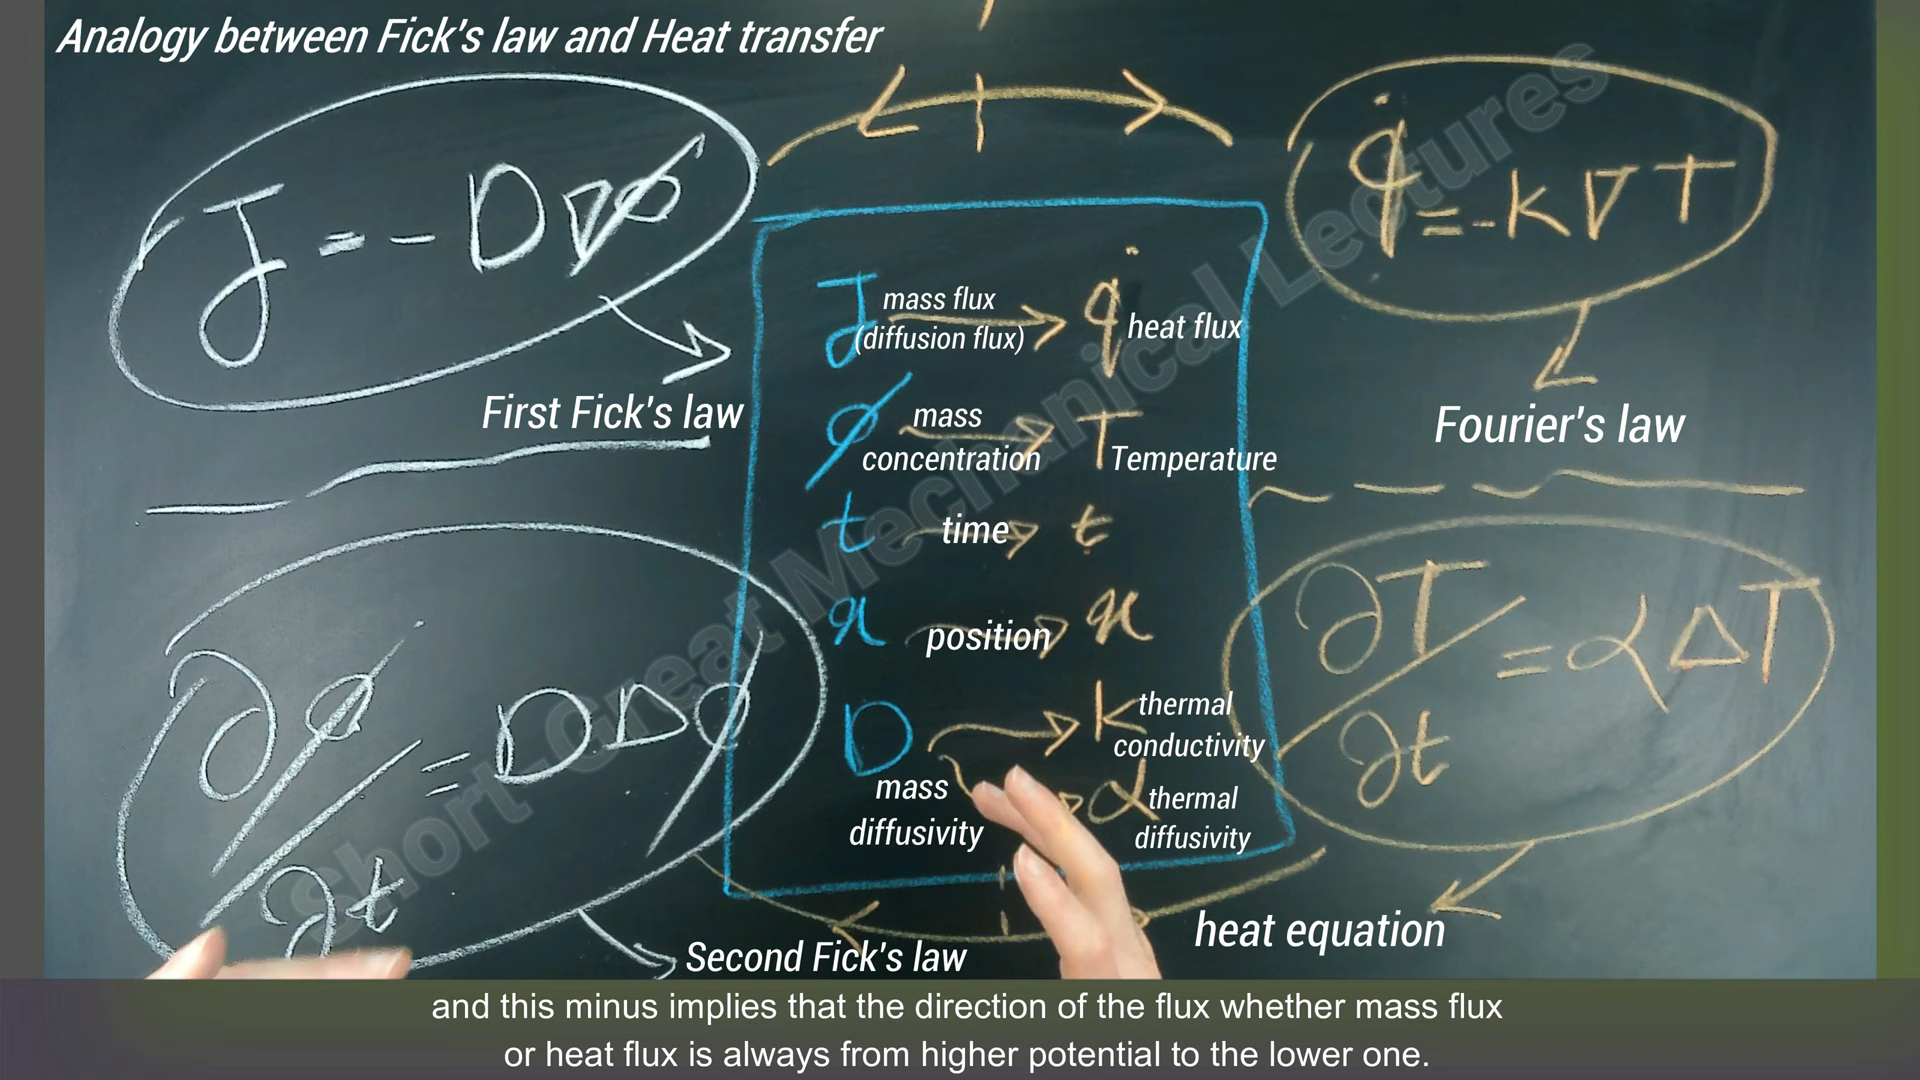 Analogy between Fick's law and Heat transfer
J = - D∇φ
First Fick's law
q̇ = -K∇T
Fourier's law
J mass flux (diffusion flux) → q̇ heat flux
φ mass concentration → T Temperature
t time → t
x position → x
D mass diffusivity → K thermal conductivity
→ α thermal diffusivity
∂φ/∂t = DΔφ
Second Fick's law
∂T/∂t = αΔT
heat equation
Short-Great Mechanical Lectures
and this minus implies that the direction of the flux whether mass flux
or heat flux is always from higher potential to the lower one.